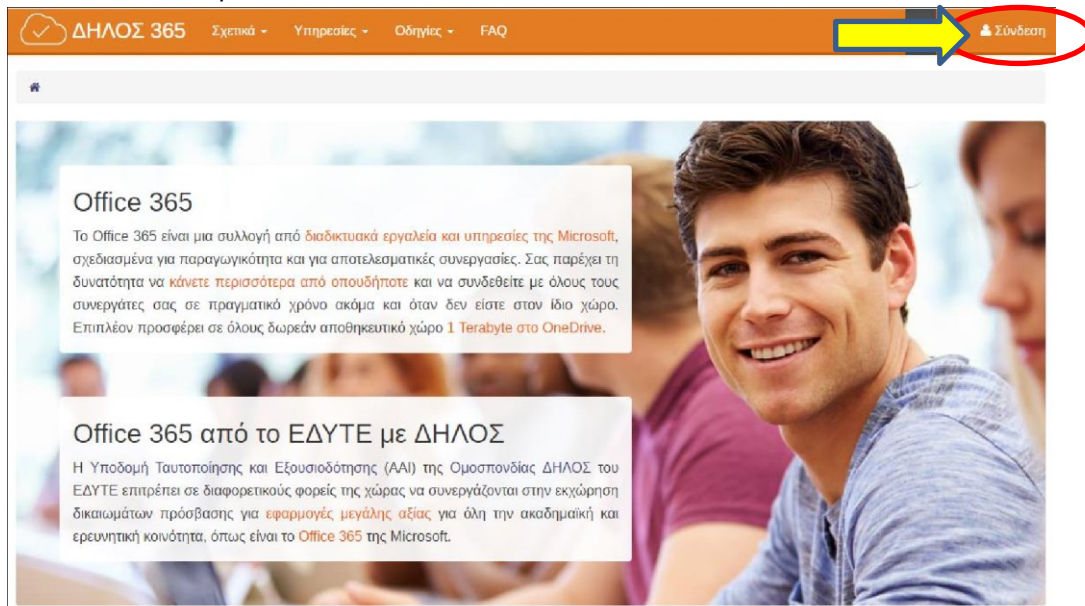 ΔΗΛΟΣ 365 Σχετικά Υπηρεσίες Οδηγίες FAQ Σύνδεση
Office 365
Το Office 365 είναι μια συλλογή από διαδικτυακά εργαλεία και υπηρεσίες της Microsoft,
σχεδιασμένα για παραγωγικότητα και για αποτελεσματικές συνεργασίες. Σας παρέχει τη
δυνατότητα να κάνετε περισσότερα από οπουδήποτε και να συνδεθείτε με όλους τους
συνεργάτες σας σε πραγματικό χρόνο ακόμα και όταν δεν είστε στον ίδιο χώρο.
Επιπλέον προσφέρει σε όλους δωρεάν αποθηκευτικό χώρο 1 Terabyte στο OneDrive.
Office 365 από το ΕΔΥΤΕ με ΔΗΛΟΣ
Η Υποδομή Ταυτοποίησης και Εξουσιοδότησης (AAI) της Ομοσπονδίας ΔΗΛΟΣ του
ΕΔΥΤΕ επιτρέπει σε διαφορετικούς φορείς της χώρας να συνεργάζονται στην εκχώρηση
δικαιωμάτων πρόσβασης για εφαρμογές μεγάλης αξίας για όλη την ακαδημαϊκή και
ερευνητική κοινότητα, όπως είναι το Office 365 της Microsoft.